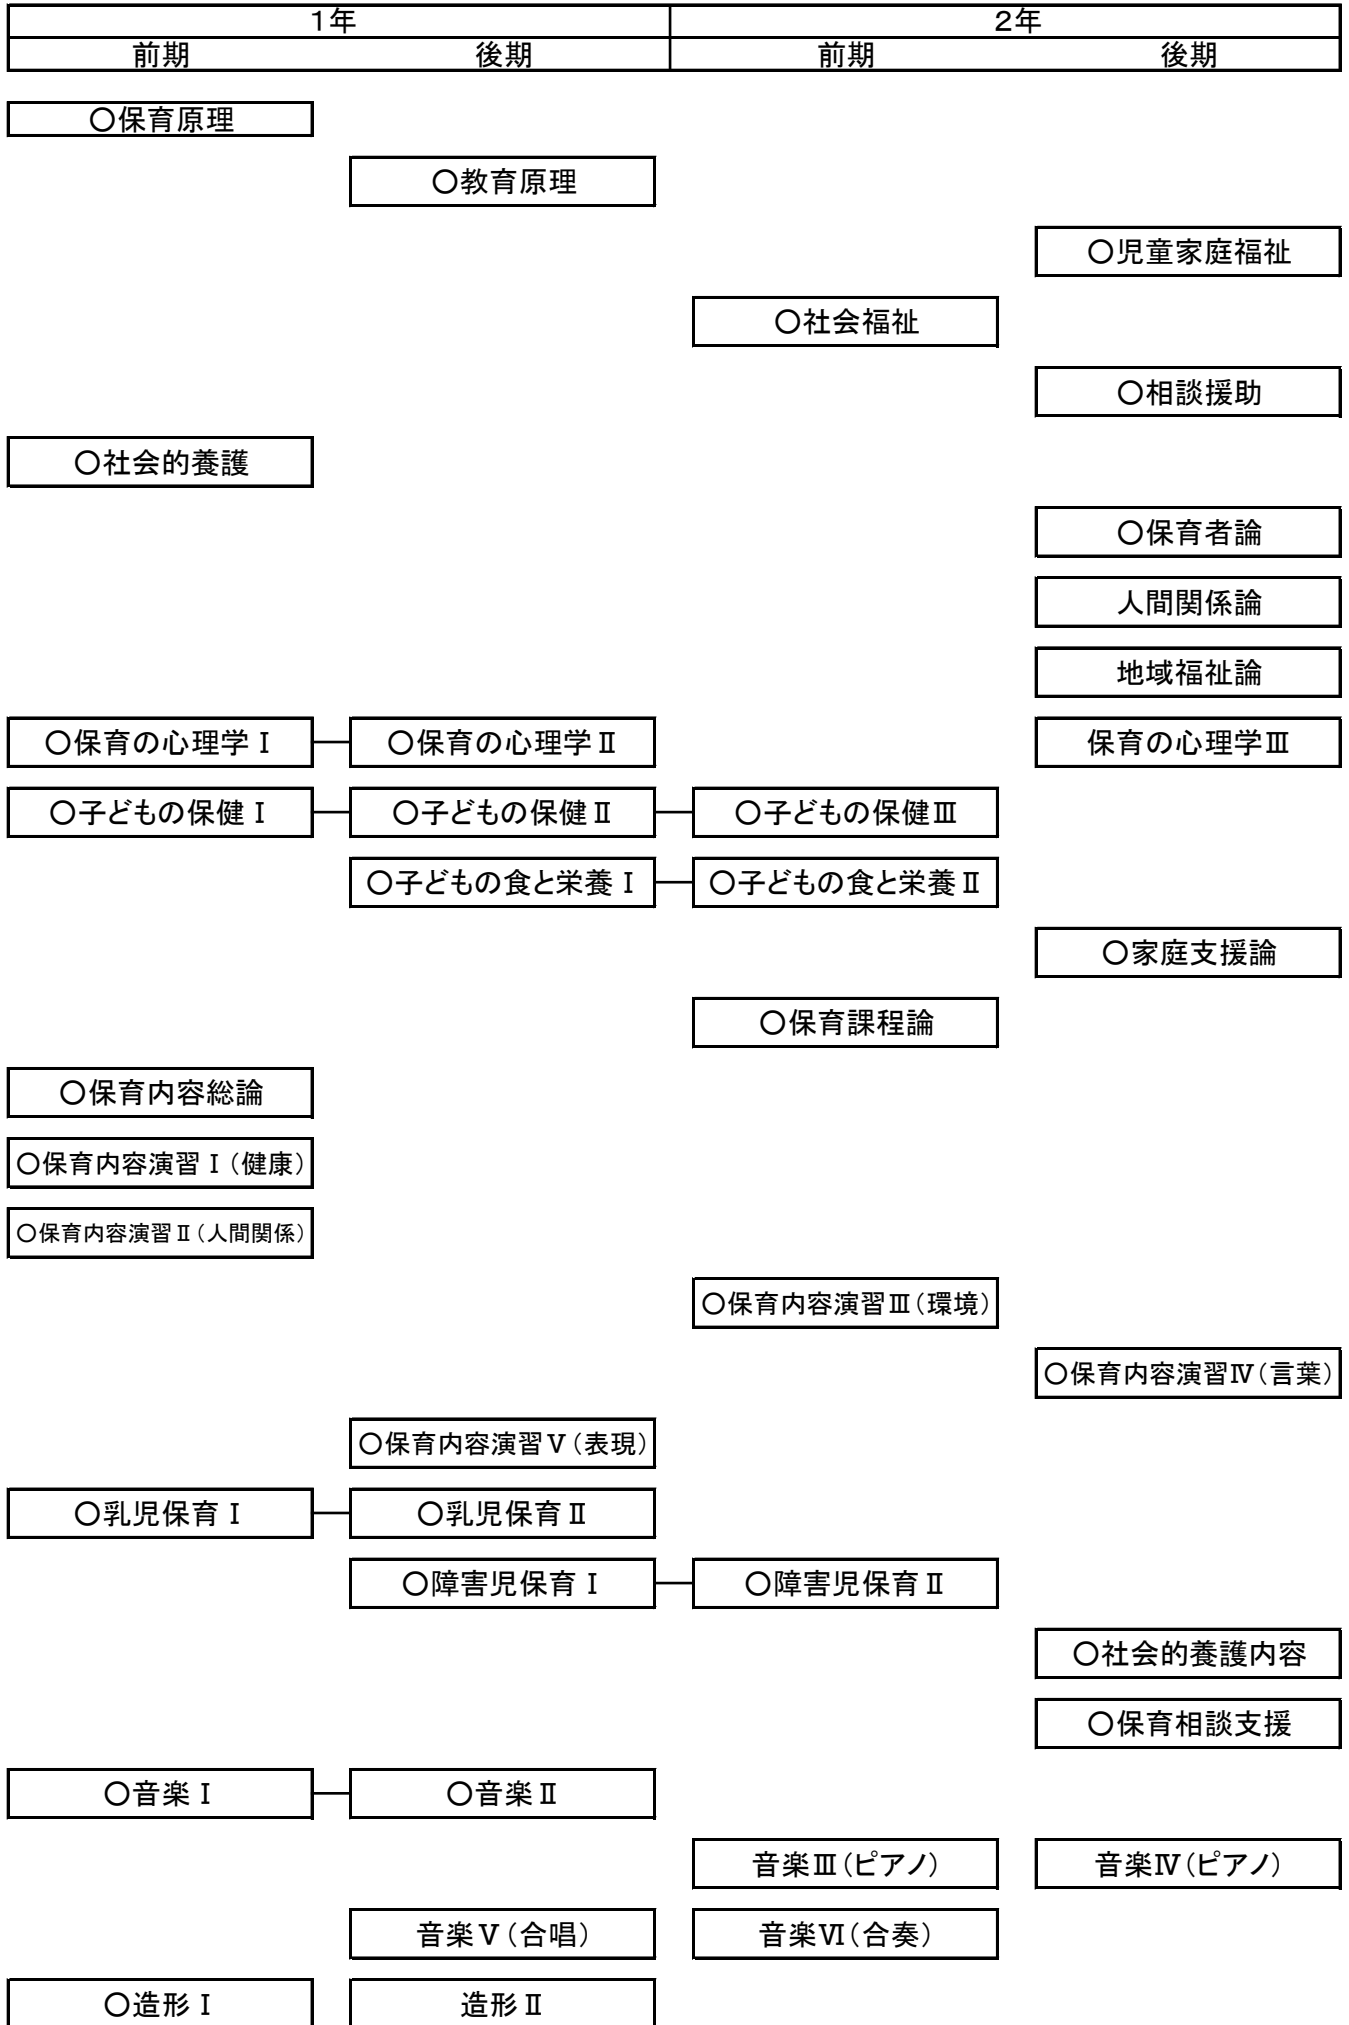 1年 2年
前期 後期 前期 後期
○保育原理
○教育原理
○児童家庭福祉
○社会福祉
○相談援助
○社会的養護
○保育者論
人間関係論
地域福祉論
○保育の心理学Ⅰ ○保育の心理学Ⅱ 保育の心理学Ⅲ
○子どもの保健Ⅰ ○子どもの保健Ⅱ ○子どもの保健Ⅲ
○子どもの食と栄養Ⅰ ○子どもの食と栄養Ⅱ
○家庭支援論
○保育課程論
○保育内容総論
○保育内容演習Ⅰ(健康)
○保育内容演習Ⅱ(人間関係)
○保育内容演習Ⅲ(環境)
○保育内容演習Ⅳ(言葉)
○保育内容演習Ⅴ(表現)
○乳児保育Ⅰ ○乳児保育Ⅱ
○障害児保育Ⅰ ○障害児保育Ⅱ
○社会的養護内容
○保育相談支援
○音楽Ⅰ ○音楽Ⅱ
音楽Ⅲ(ピアノ) 音楽Ⅳ(ピアノ)
音楽Ⅴ(合唱) 音楽Ⅵ(合奏)
○造形Ⅰ 造形Ⅱ